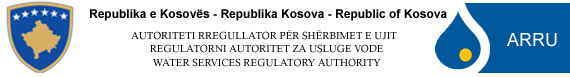 Republika e Kosovës - Republika Kosova - Republic of Kosova
AUTORITETI RREGULLATOR PËR SHËRBIMET E UJIT
REGULATORNI AUTORITET ZA USLUGE VODE
WATER SERVICES REGULATORY AUTHORITY
ARRU